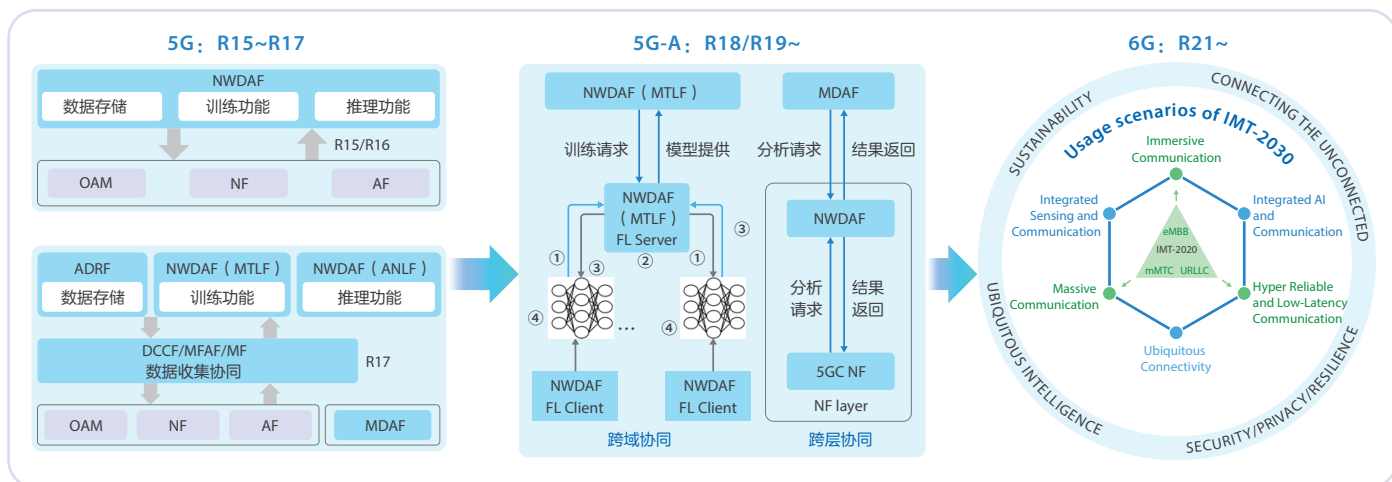 5G：R15~R17
NWDAF
数据存储
训练功能
推理功能
R15/R16
OAM
NF
AF
ADRF
数据存储
NWDAF（MTLF）
训练功能
NWDAF（ANLF）
推理功能
DCCF/MFAF/MF
数据收集协同
R17
OAM
NF
AF
MDAF
5G-A：R18/R19~
NWDAF（MTLF）
训练请求
模型提供
NWDAF
（MTLF）
FL Server
①
③
②
①
③
④
...
④
NWDAF
FL Client
NWDAF
FL Client
跨域协同
MDAF
分析请求
结果返回
NWDAF
分析
请求
结果
返回
5GC NF
NF layer
跨层协同
6G：R21~
SUSTAINABILITY
CONNECTING THE UNCONNECTED
UBIQUITOUS INTELLIGENCE
SECURITY/PRIVACY/RESILIENCE
Usage scenarios of IMT-2030
Immersive
Communication
Integrated
Sensing and
Communication
Integrated AI
and
Communication
eMBB
IMT-2020
mMTC URLLC
Massive
Communication
Hyper Reliable
and Low-Latency
Communication
Ubiquitous
Connectivity